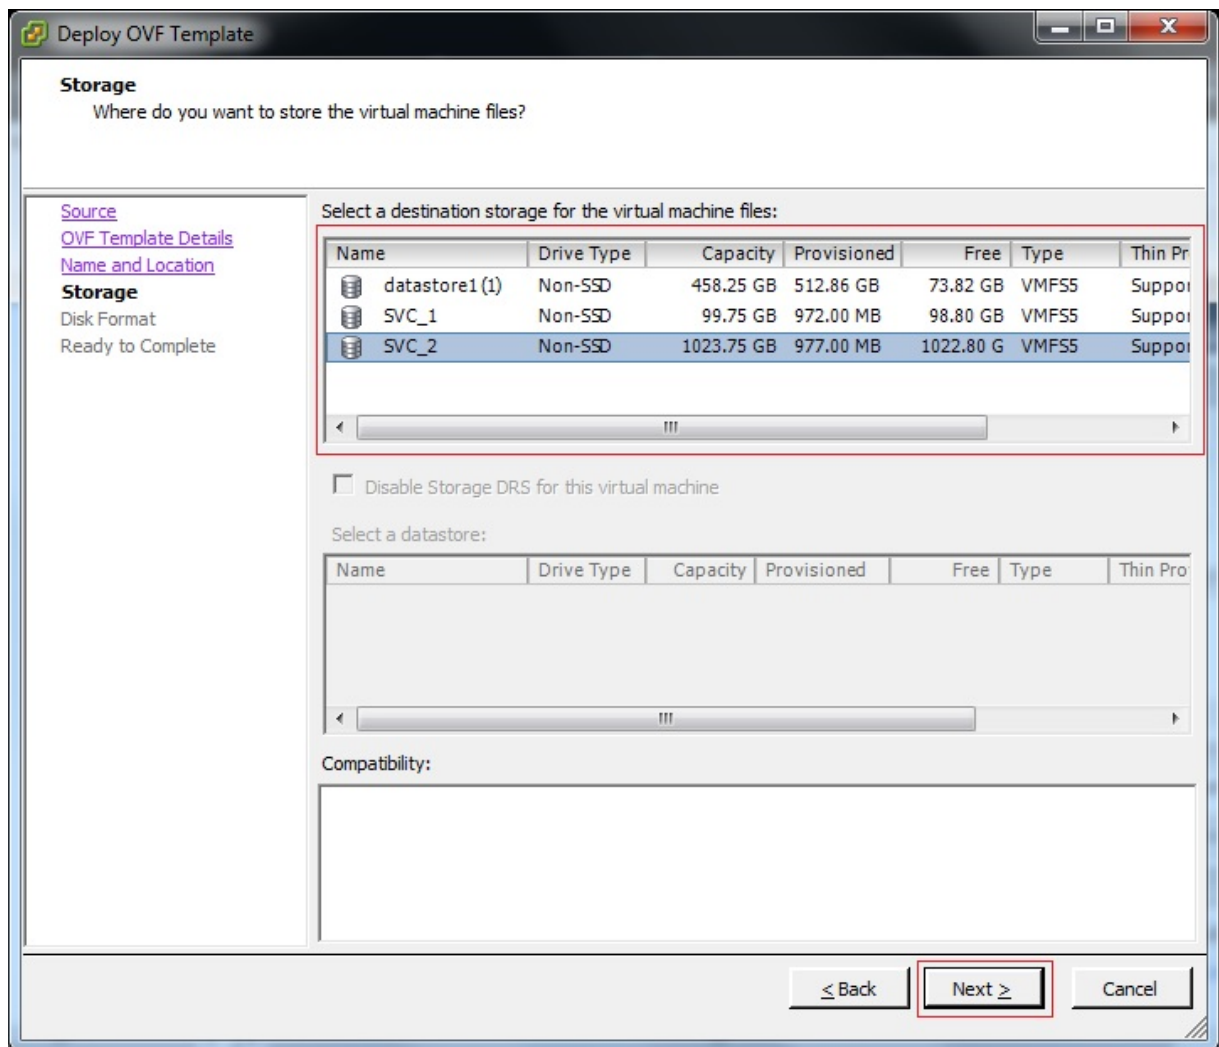 Deploy OVF Template
Storage
Where do you want to store the virtual machine files?
Source
OVF Template Details
Name and Location
Storage
Disk Format
Ready to Complete
Select a destination storage for the virtual machine files:
Name Drive Type Capacity Provisioned Free Type Thin Pr
datastore1 (1) Non-SSD 458.25 GB 512.86 GB 73.82 GB VMFS5 Suppor
SVC_1 Non-SSD 99.75 GB 972.00 MB 98.80 GB VMFS5 Suppor
SVC_2 Non-SSD 1023.75 GB 977.00 MB 1022.80 G VMFS5 Suppor
Disable Storage DRS for this virtual machine
Select a datastore:
Name Drive Type Capacity Provisioned Free Type Thin Pro
Compatibility:
< Back Next > Cancel